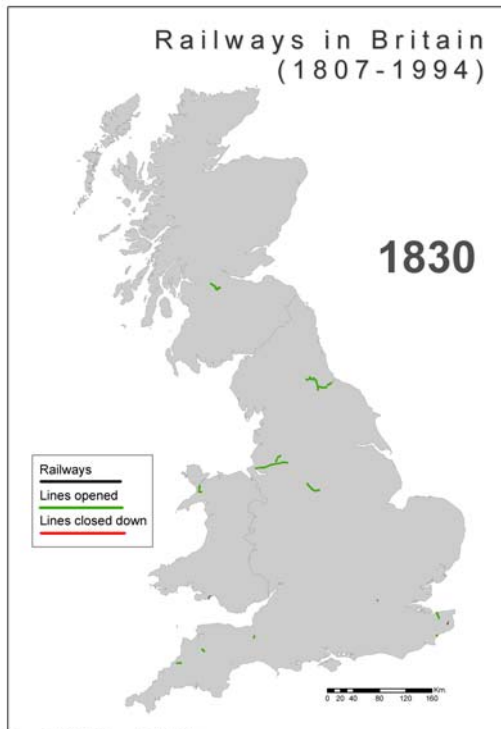 Railways in Britain
(1807-1994)
1830
Railways
Lines opened
Lines closed down
0 20 40 80 120 160 Km.